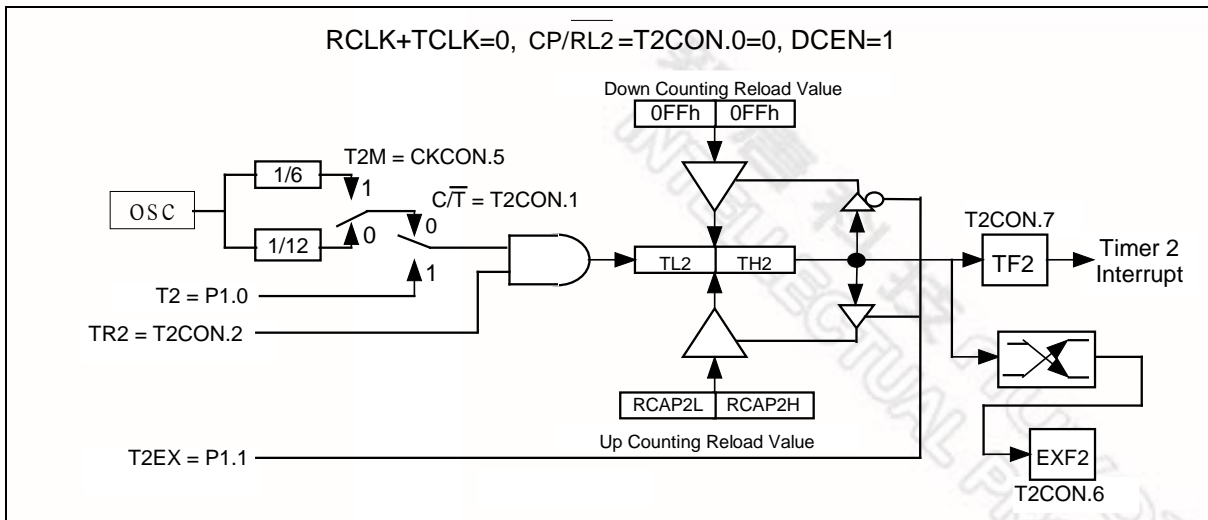 RCLK+TCLK=0, CP/RL2=T2CON.0=0, DCEN=1
Down Counting Reload Value
0FFh 0FFh
T2M = CKCON.5
1/6
1
C/T = T2CON.1
OSC
0
T2CON.7
1/12
0
TL2 TH2
TF2
Timer 2
Interrupt
1
T2 = P1.0
TR2 = T2CON.2
RCAP2L RCAP2H
Up Counting Reload Value
T2EX = P1.1
EXF2
T2CON.6
INTELLECTUAL